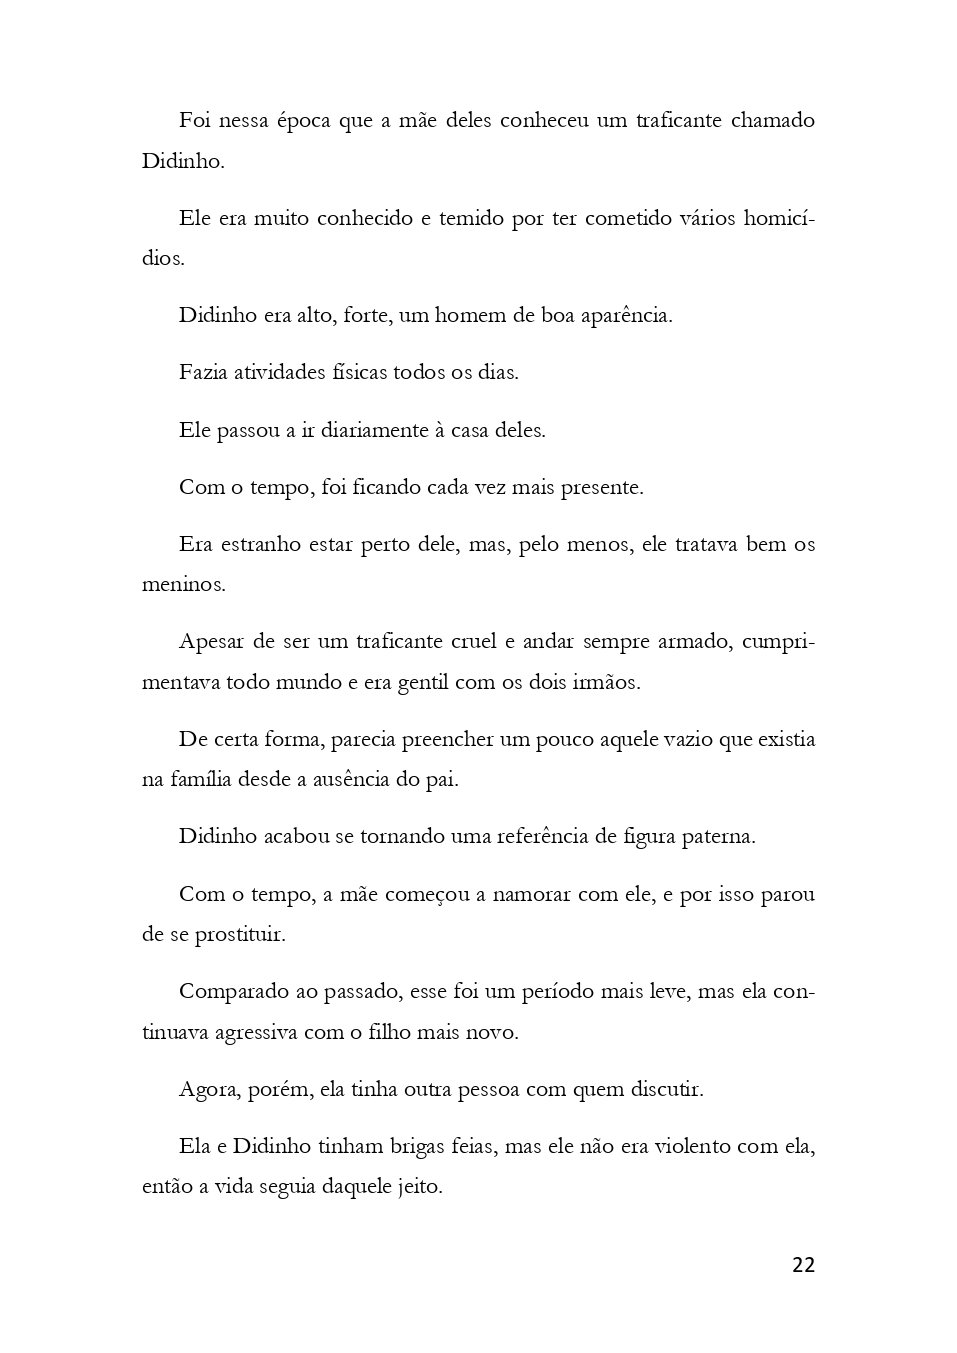 Foi nessa época que a mãe deles conheceu um traficante chamado
Didinho.
Ele era muito conhecido e temido por ter cometido vários homicí-
dios.
Didinho era alto, forte, um homem de boa aparência.
Fazia atividades físicas todos os dias.
Ele passou a ir diariamente à casa deles.
Com o tempo, foi ficando cada vez mais presente.
Era estranho estar perto dele, mas, pelo menos, ele tratava bem os
meninos.
Apesar de ser um traficante cruel e andar sempre armado, cumpri-
mentava todo mundo e era gentil com os dois irmãos.
De certa forma, parecia preencher um pouco aquele vazio que existia
na família desde a ausência do pai.
Didinho acabou se tornando uma referência de figura paterna.
Com o tempo, a mãe começou a namorar com ele, e por isso parou
de se prostituir.
Comparado ao passado, esse foi um período mais leve, mas ela con-
tinuava agressiva com o filho mais novo.
Agora, porém, ela tinha outra pessoa com quem discutir.
Ela e Didinho tinham brigas feias, mas ele não era violento com ela,
então a vida seguia daquele jeito.
22